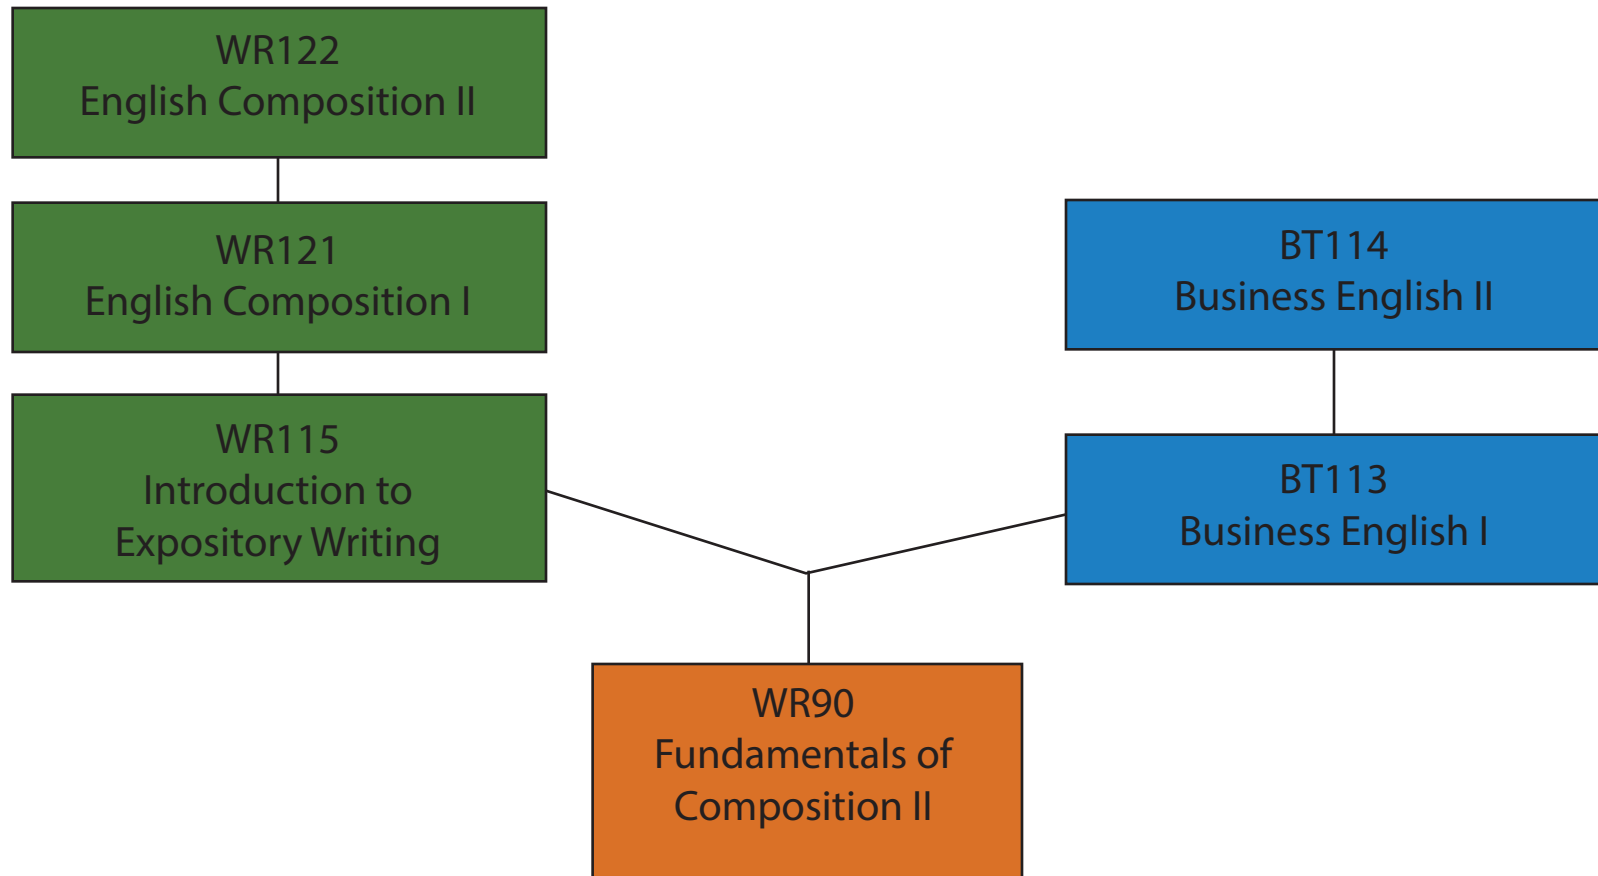 WR122
English Composition II
WR121
English Composition I
WR115
Introduction to
Expository Writing
BT114
Business English II
BT113
Business English I
WR90
Fundamentals of
Composition II